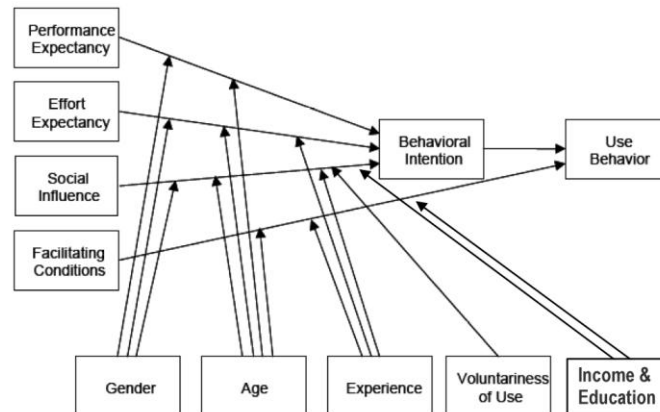 Performance
Expectancy
Effort
Expectancy
Social
Influence
Facilitating
Conditions
Behavioral
Intention
Use
Behavior
Gender
Age
Experience
Voluntariness
of Use
Income &
Education